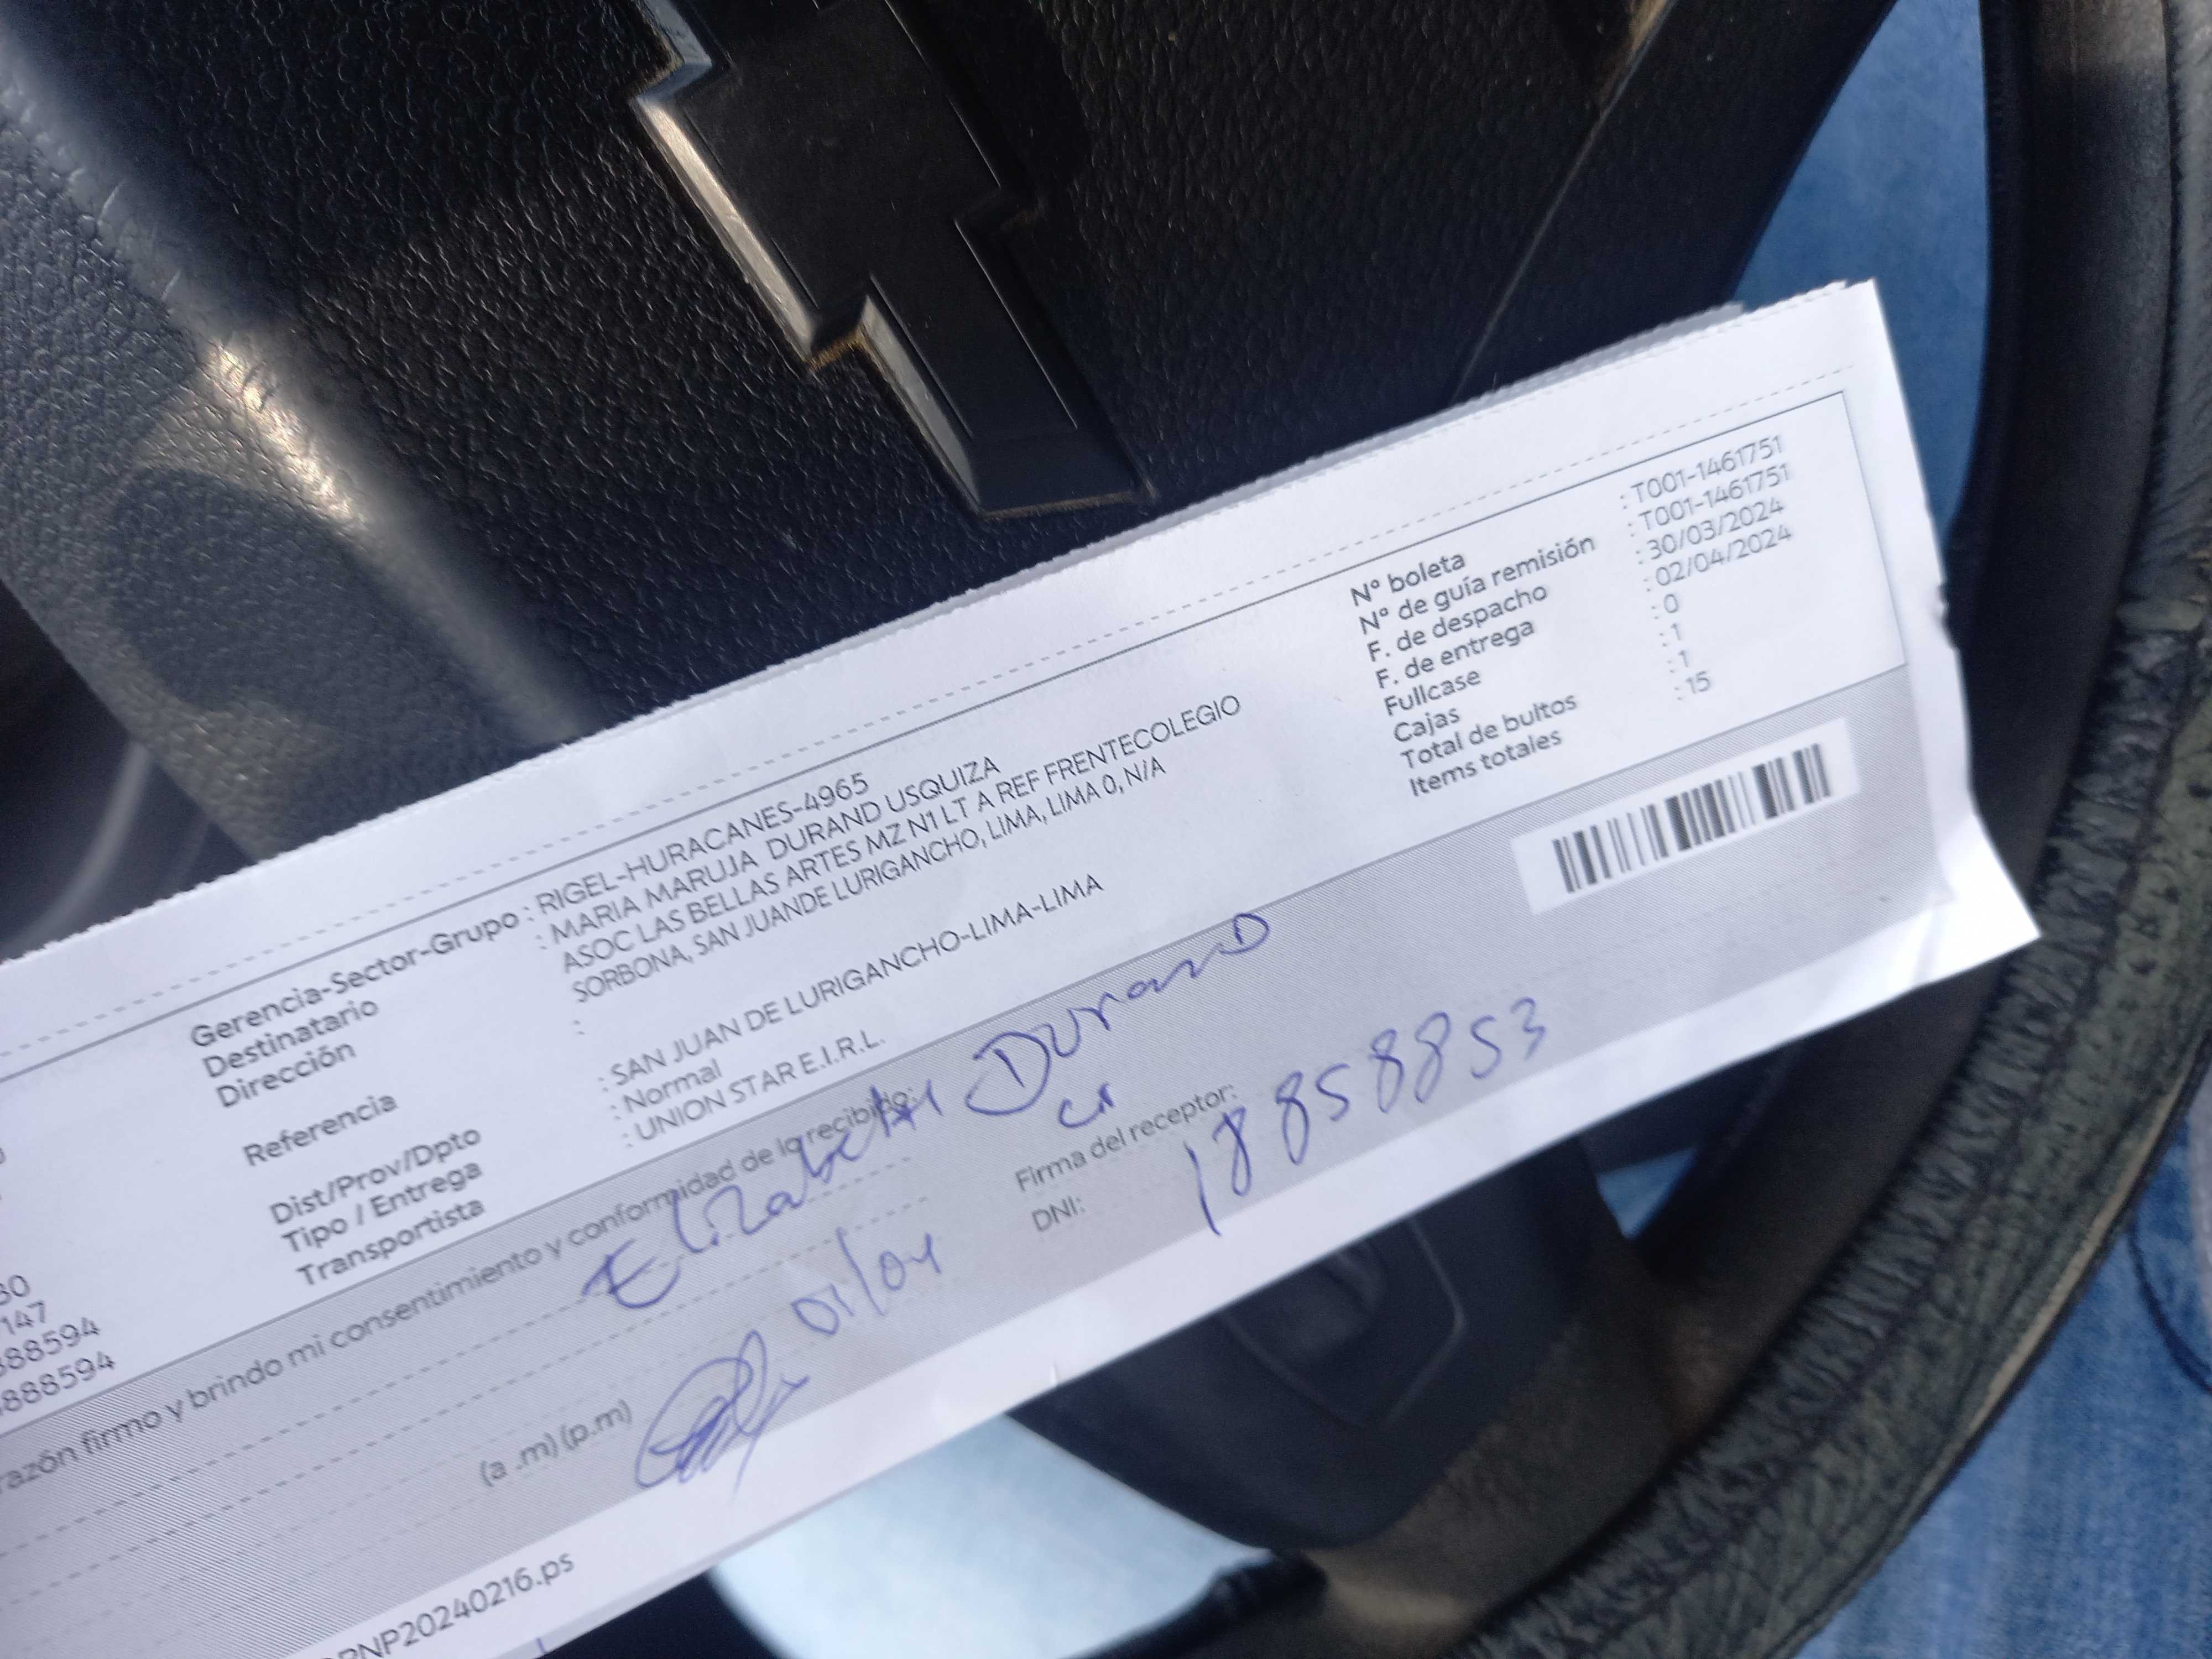 Gerencia-Sector-Grupo : RIGEL-HURACANES-4965
Destinatario : MARIA MARUJA DURAND USQUIZA
Dirección : ASOC LAS BELLAS ARTES MZ N1 LT A REF FRENTECOLEGIO
SORBONA, SAN JUANDE LURIGANCHO, LIMA, LIMA 0, N/A
Referencia :
Dist/Prov/Dpto : SAN JUAN DE LURIGANCHO-LIMA-LIMA
Tipo / Entrega : Normal
Transportista : UNION STAR E.I.R.L.
N° boleta : T001-1461751
N° de guía remisión : T001-1461751
F. de despacho : 30/03/2024
F. de entrega : 02/04/2024
Fullcase : 0
Cajas : 1
Total de bultos : 1
Items totales : 15
30
147
888594
888594
razón firmo y brindo mi consentimiento y conformidad de lo recibido:
Elizabeth Durand
Firma del receptor:
DNI: 18858853
01/04
(a .m) (p.m)
PNP20240216.ps